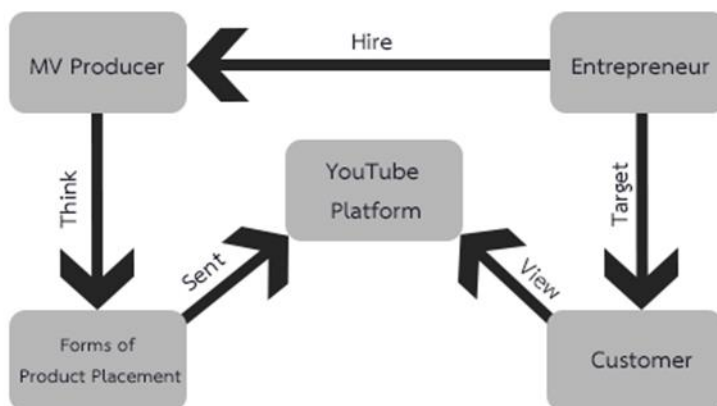 Hire
MV Producer
Entrepreneur
Think
YouTube
Platform
Target
Sent
View
Forms of
Product Placement
Customer